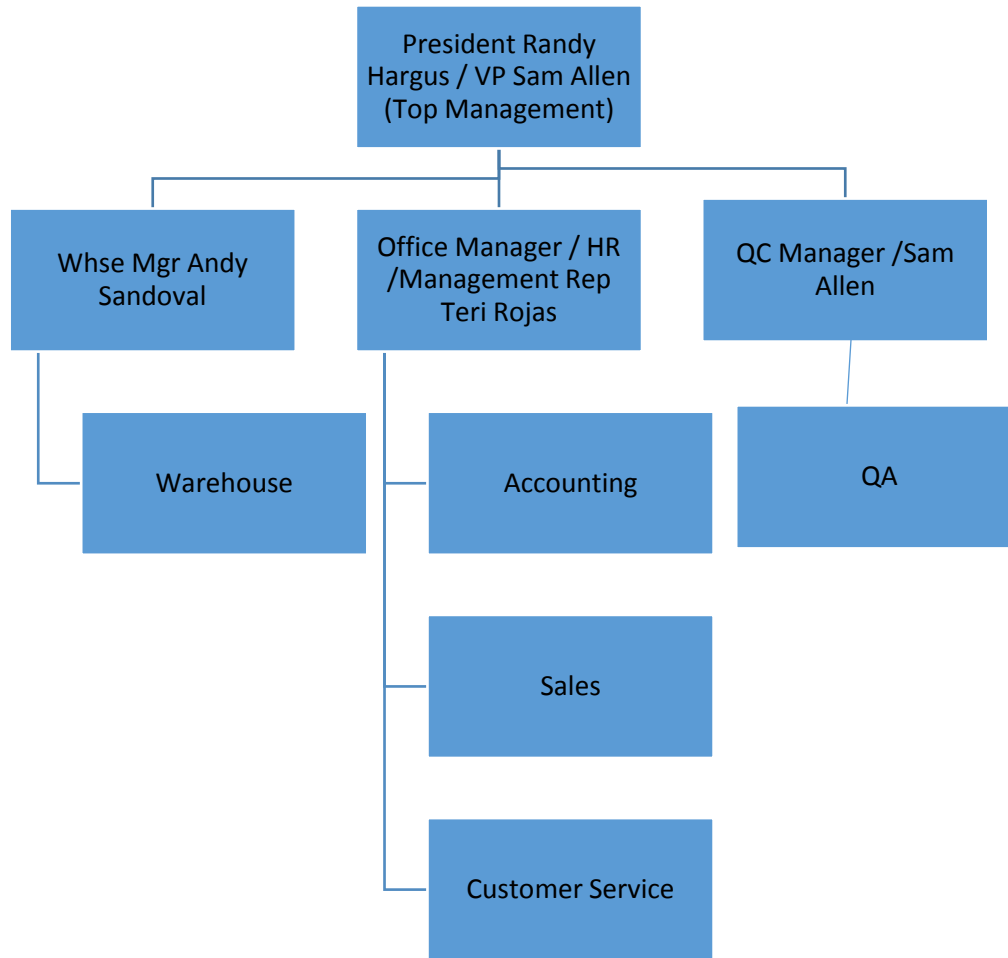 President Randy
Hargus / VP Sam Allen
(Top Management)
Whse Mgr Andy
Sandoval
Office Manager / HR
/Management Rep
Teri Rojas
QC Manager /Sam
Allen
Warehouse
Accounting
QA
Sales
Customer Service